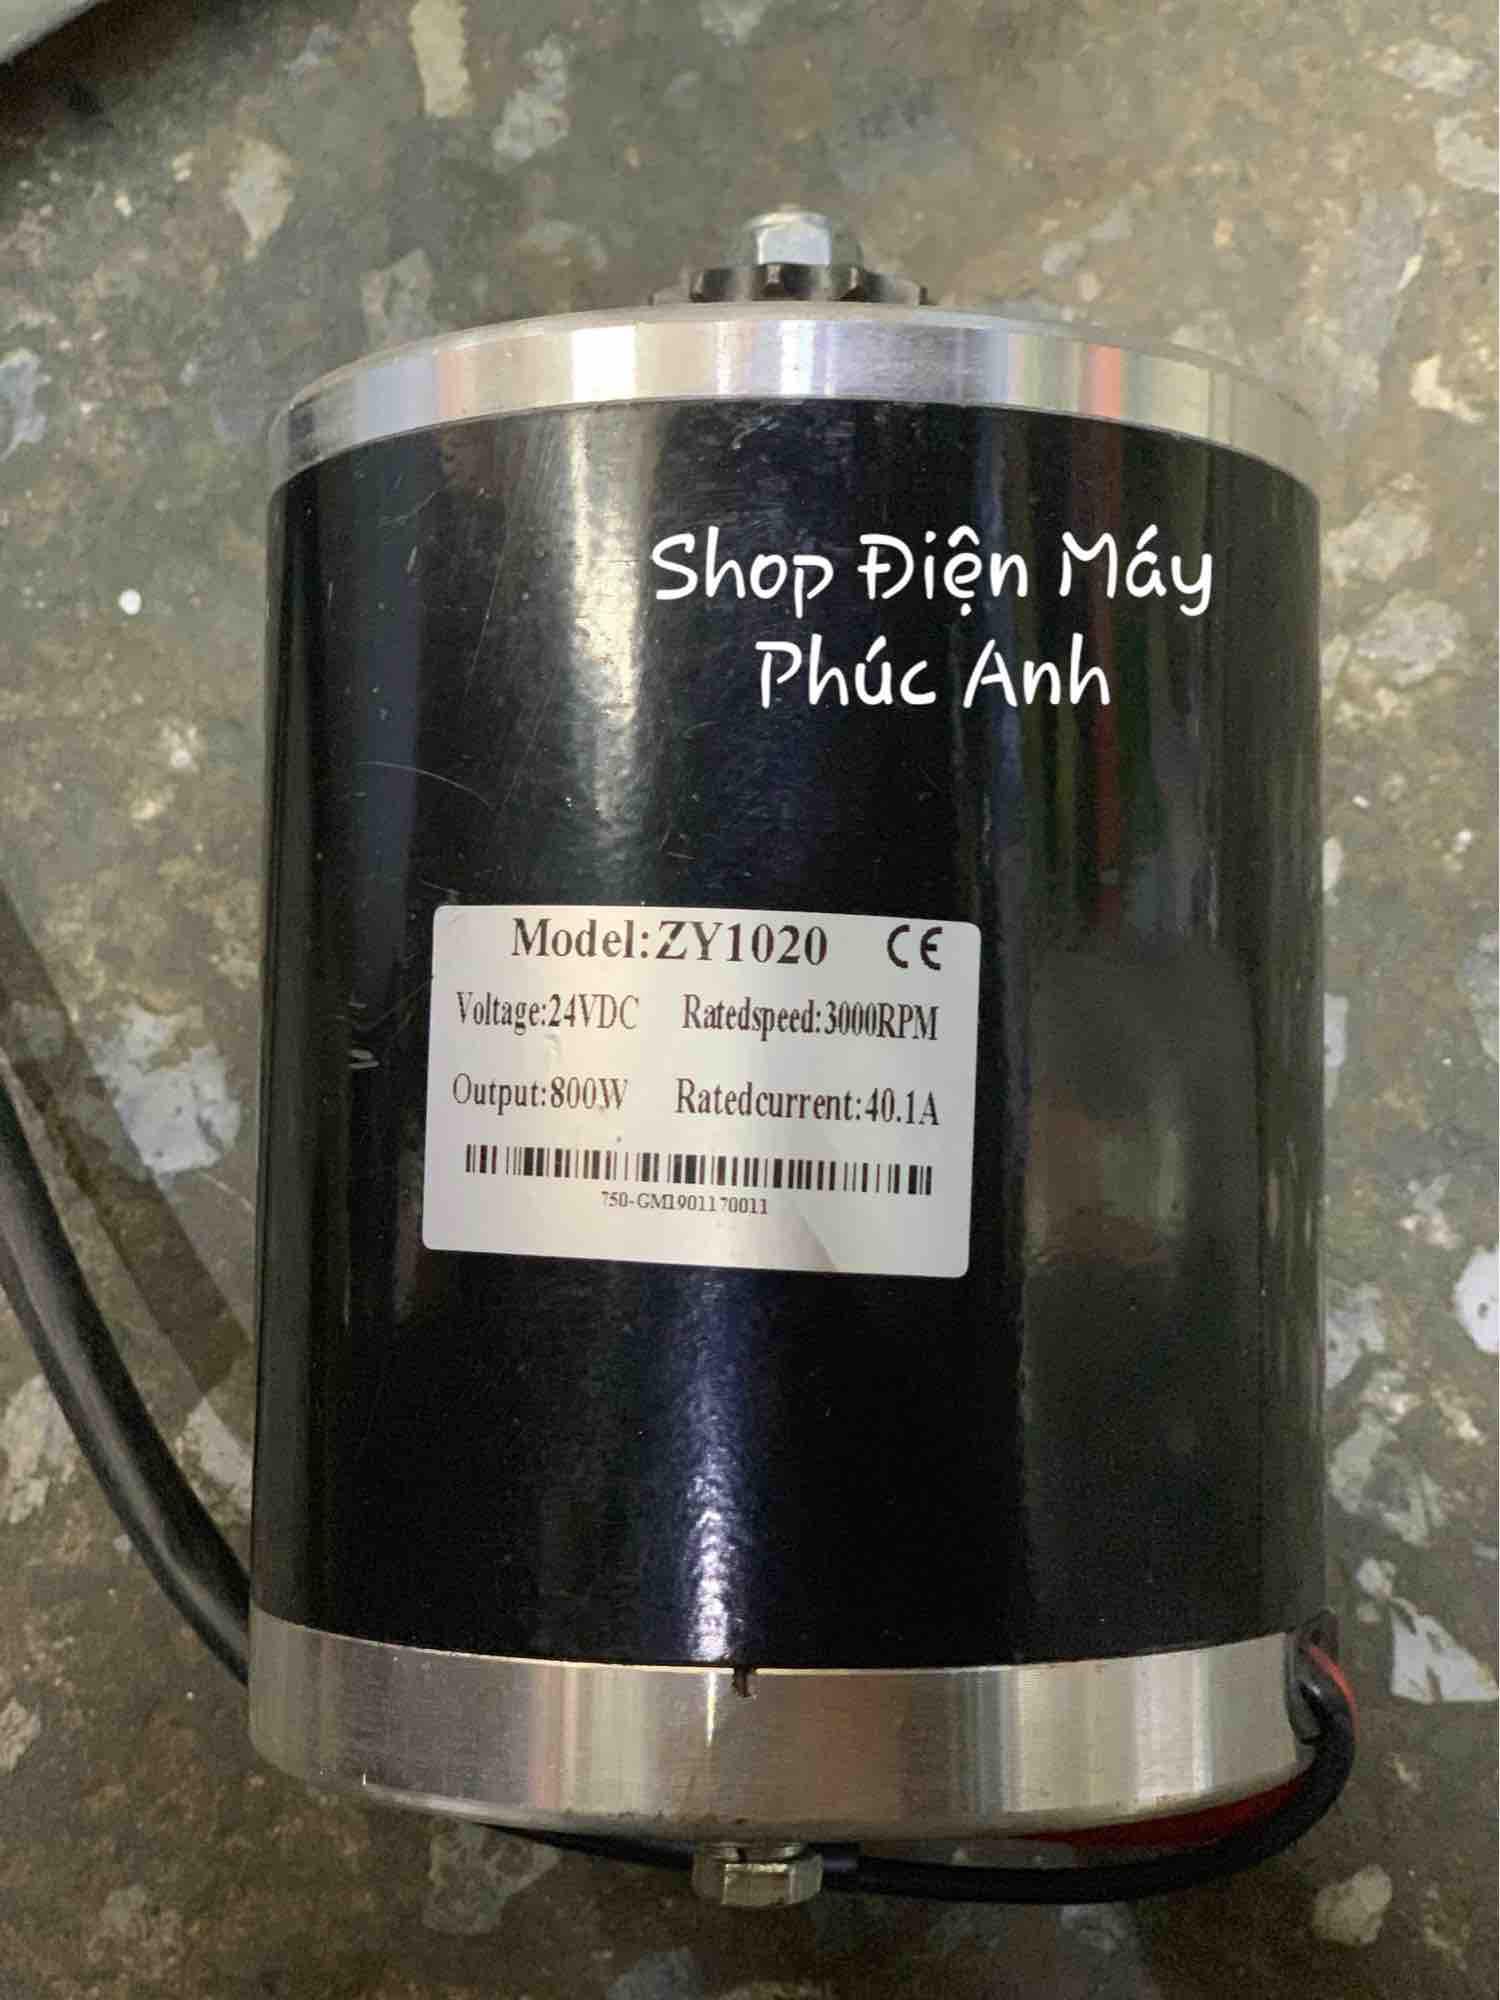 Shop Điện Máy
Phúc Anh
Model:ZY1020 CE
Voltage:24VDC Ratedspeed:3000RPM
Output:800W Ratedcurrent:40.1A
750-GM1901170011